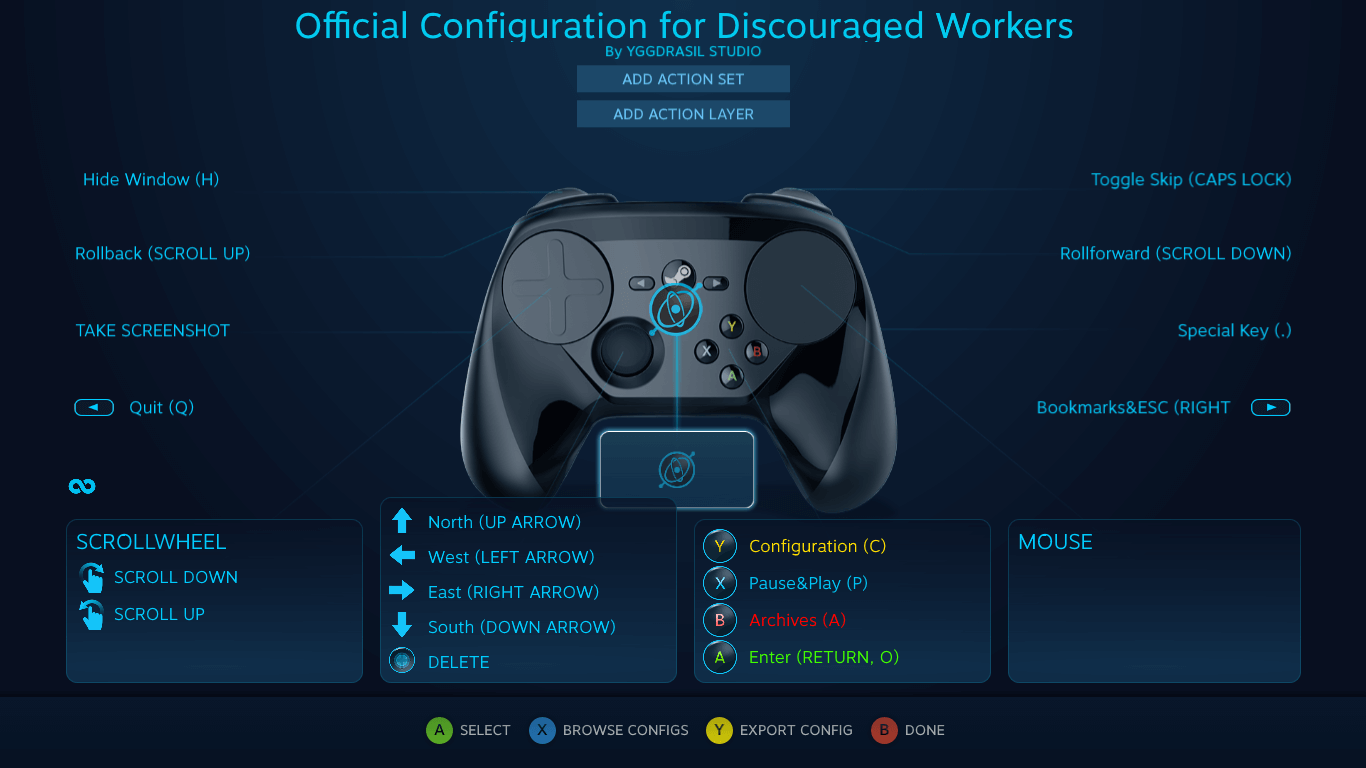 Official Configuration for Discouraged Workers
By YGGDRASIL STUDIO
ADD ACTION SET
ADD ACTION LAYER
Hide Window (H)
Toggle Skip (CAPS LOCK)
Rollback (SCROLL UP)
Rollforward (SCROLL DOWN)
TAKE SCREENSHOT
Special Key (.)
Quit (Q)
Bookmarks&ESC (RIGHT
Y
X
B
A
SCROLLWHEEL
SCROLL DOWN
SCROLL UP
North (UP ARROW)
West (LEFT ARROW)
East (RIGHT ARROW)
South (DOWN ARROW)
DELETE
Y Configuration (C)
X Pause&Play (P)
B Archives (A)
A Enter (RETURN, O)
MOUSE
A SELECT X BROWSE CONFIGS Y EXPORT CONFIG B DONE